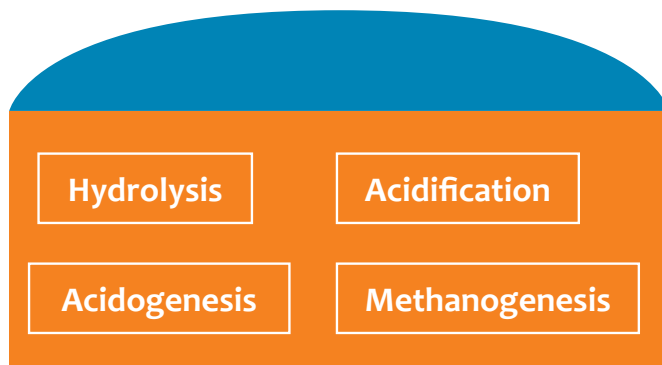 Hydrolysis
Acidification
Acidogenesis
Methanogenesis